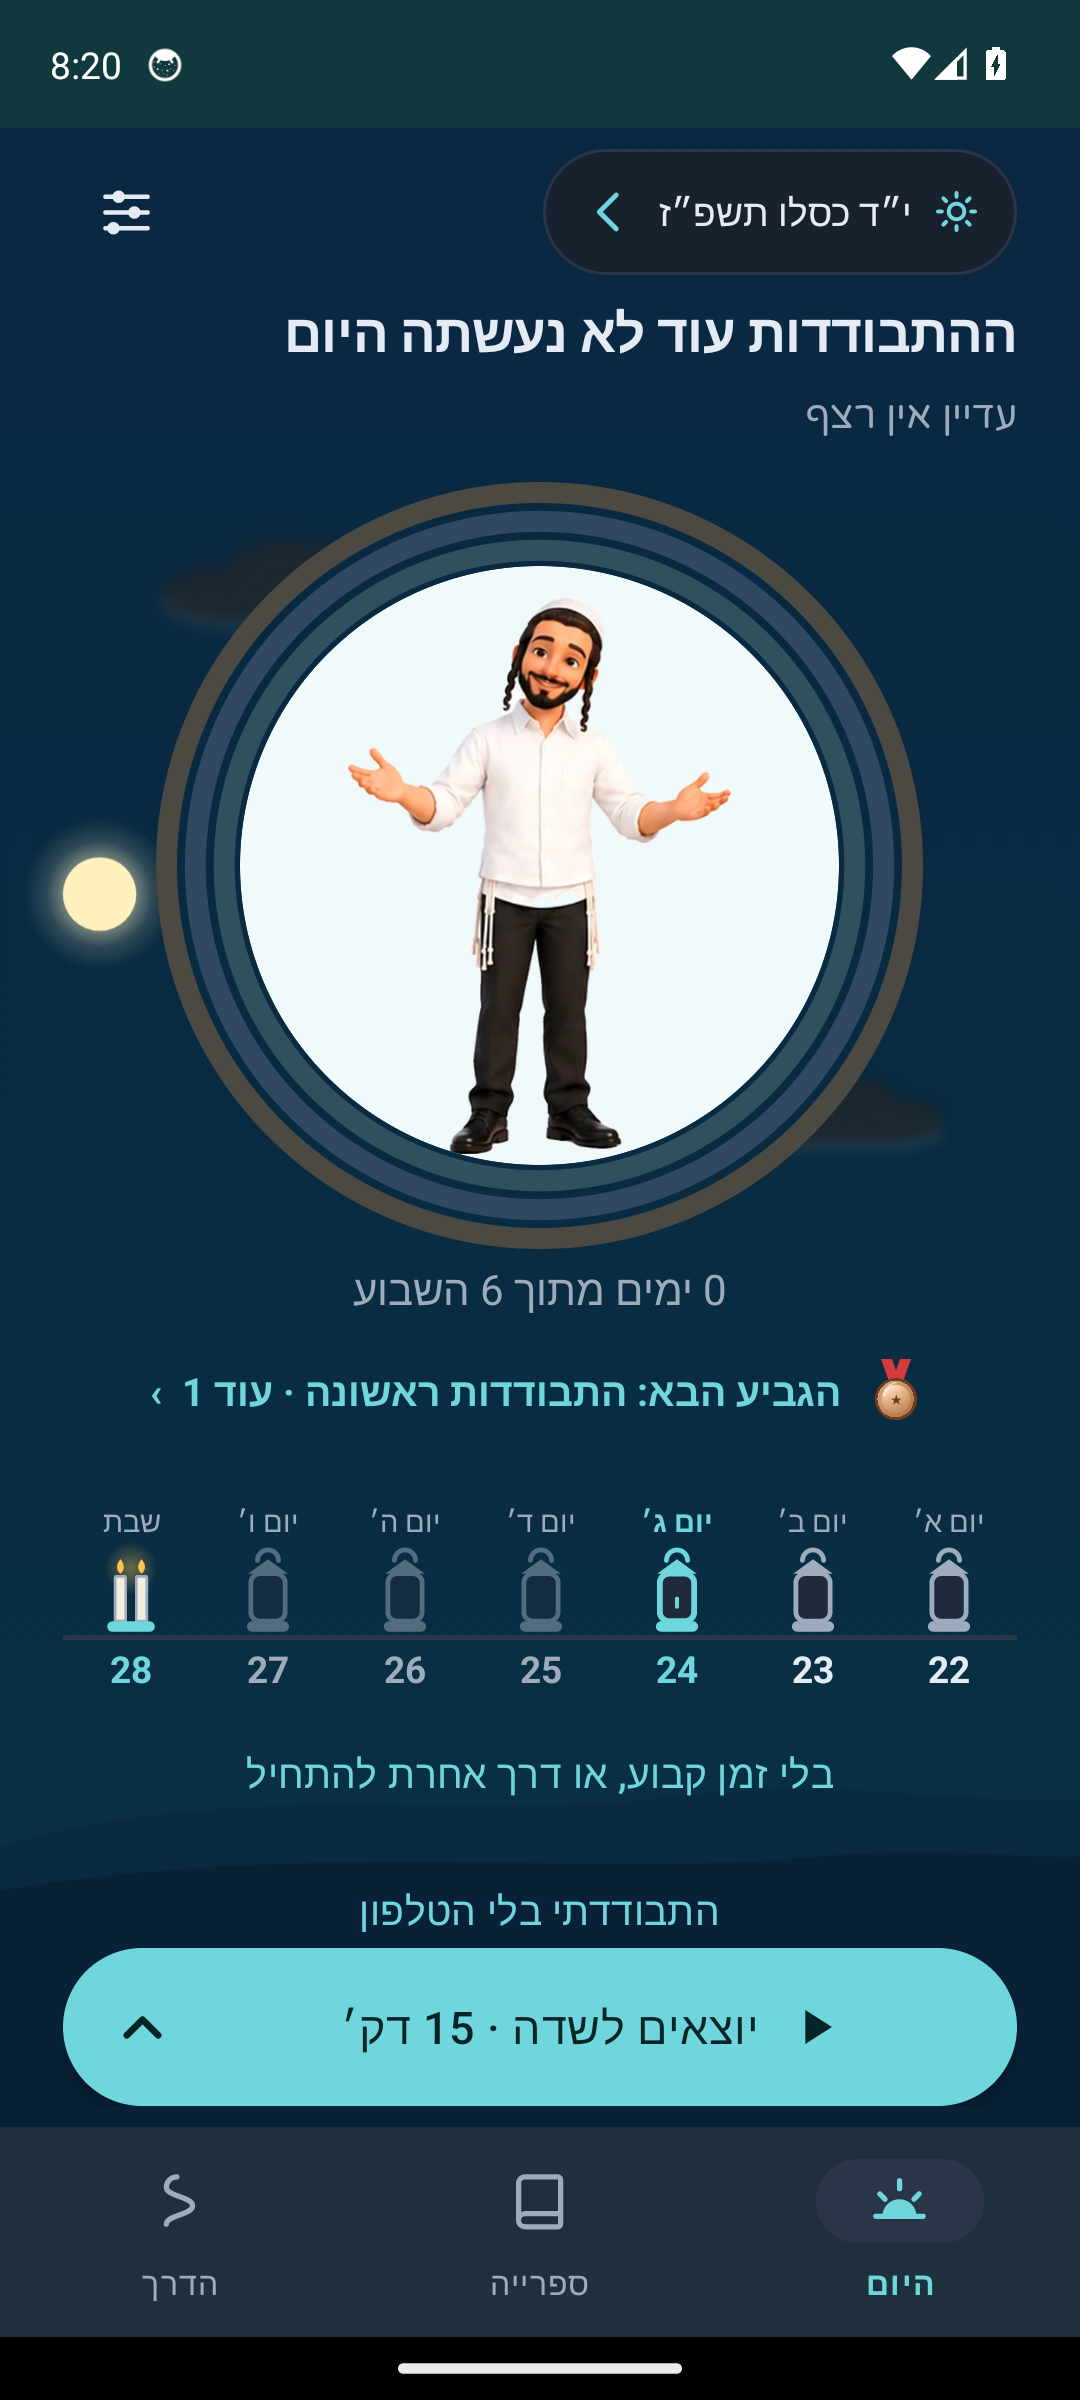 8:20
י״ד כסלו תשפ״ז
ההתבודדות עוד לא נעשתה היום
עדיין אין רצף
0 ימים מתוך 6 השבוע
הגביע הבא: התבודדות ראשונה · עוד 1 ›
יום א׳ יום ב׳ יום ג׳ יום ד׳ יום ה׳ יום ו׳ שבת
22 23 24 25 26 27 28
בלי זמן קבוע, או דרך אחרת להתחיל
התבודדתי בלי הטלפון
יוצאים לשדה · 15 דק׳
היום ספרייה הדרך